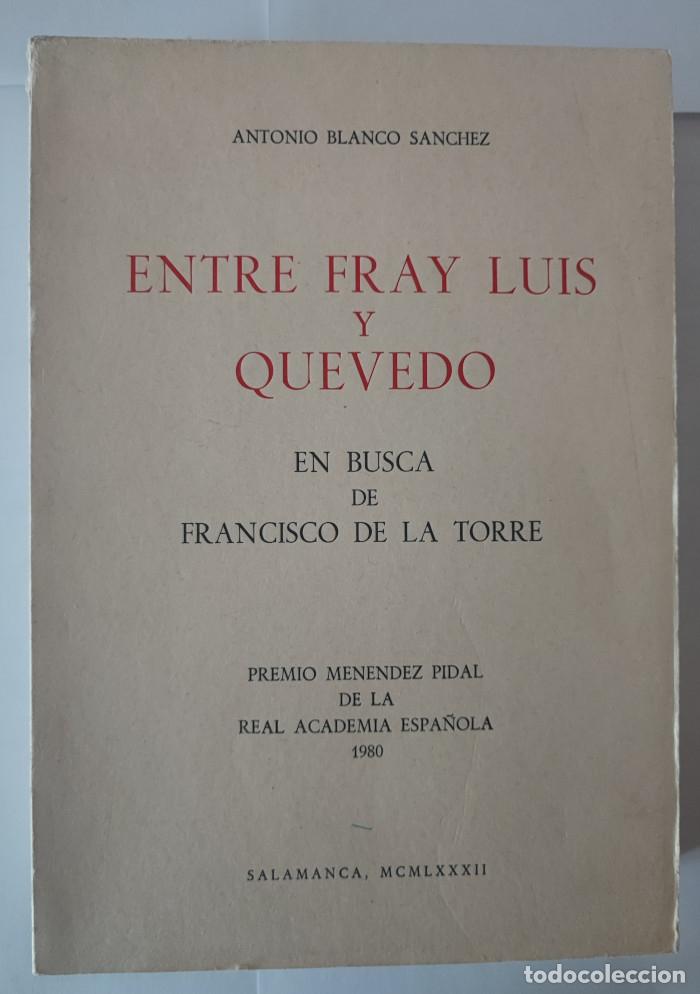 ANTONIO BLANCO SANCHEZ
ENTRE FRAY LUIS
Y
QUEVEDO
EN BUSCA
DE
FRANCISCO DE LA TORRE
PREMIO MENENDEZ PIDAL
DE LA
REAL ACADEMIA ESPAÑOLA
1980
SALAMANCA, MCMLXXXII
todocoleccion